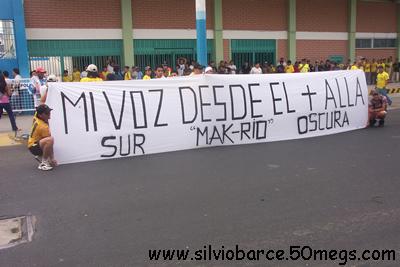 MI VOZ DESDE EL + ALLA
SUR "MAK-RIO" OSCURA
www.silviobarce.50megs.com